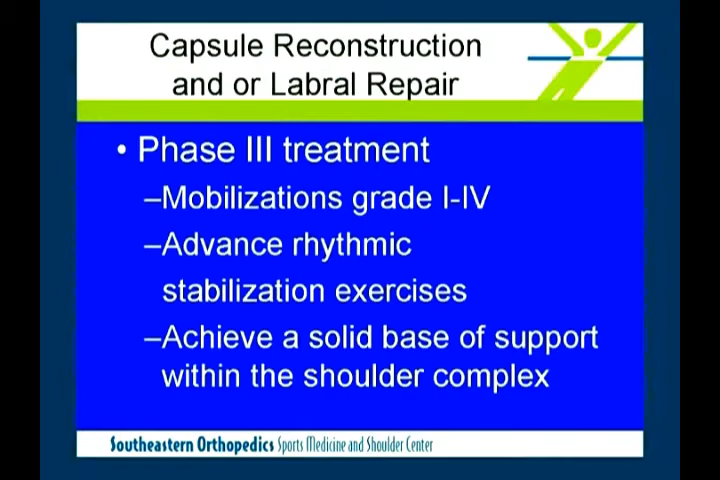 Capsule Reconstruction
and or Labral Repair
• Phase III treatment
–Mobilizations grade I-IV
–Advance rhythmic
stabilization exercises
–Achieve a solid base of support
within the shoulder complex
Southeastern Orthopedics Sports Medicine and Shoulder Center